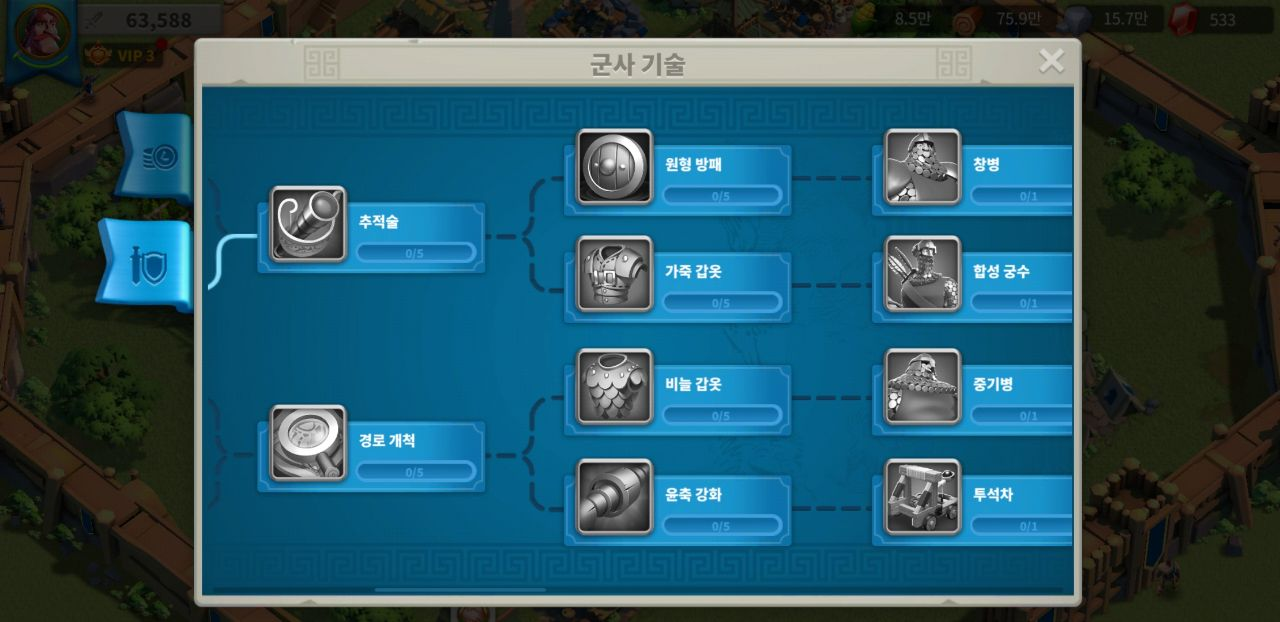 63,588
8.5만
75.9만
15.7만
533
VIP 3
군사 기술
추적술
0/5
경로 개척
0/5
원형 방패
0/5
가죽 갑옷
0/5
비늘 갑옷
0/5
윤축 강화
0/5
창병
0/1
합성 궁수
0/1
중기병
0/1
투석차
0/1